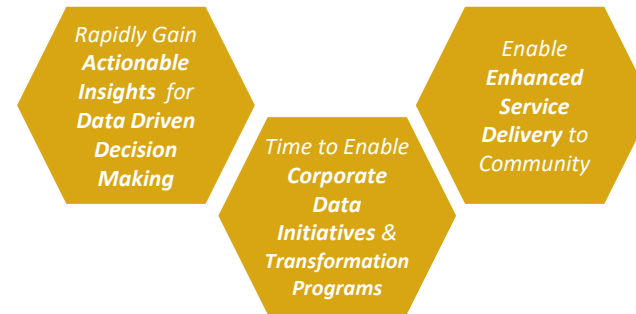 Rapidly Gain
Actionable
Insights for
Data Driven
Decision
Making
Time to Enable
Corporate
Data
Initiatives &
Transformation
Programs
Enable
Enhanced
Service
Delivery to
Community